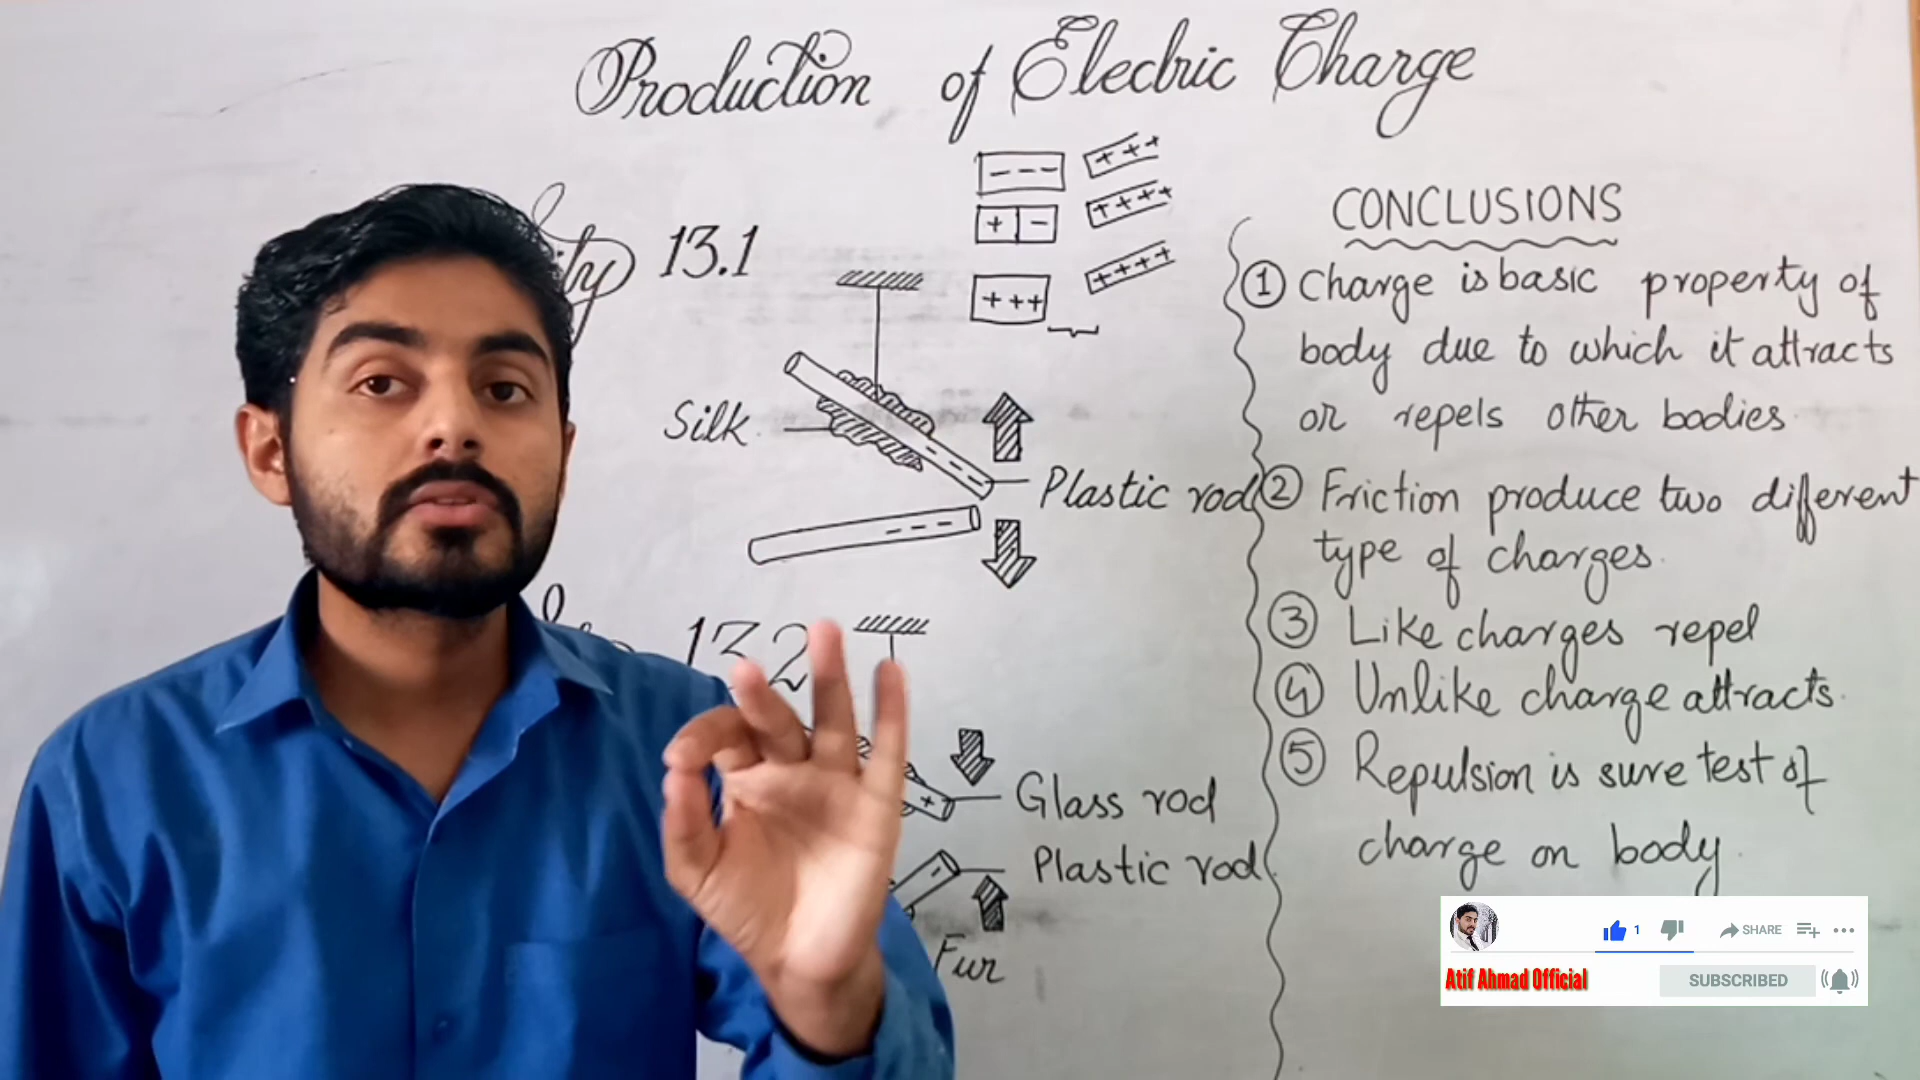 Production of Electric Charge
- - -
+ + +
+ -
+ + + +
+++
++++
13.1
Silk
Plastic rod
13.2
+
Glass rod
Plastic rod
Fur
CONCLUSIONS
① Charge is basic property of
body due to which it attracts
or repels other bodies.
② Friction produce two different
type of charges.
③ Like charges repel
④ Unlike charge attracts.
⑤ Repulsion is sure test of
charge on body.
1
SHARE
Atif Ahmad Official
SUBSCRIBED